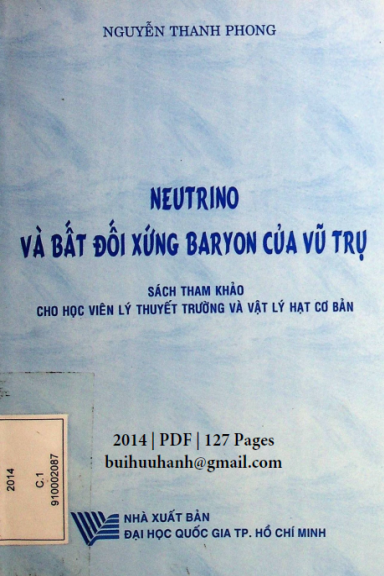 NGUYỄN THANH PHONG
NEUTRINO
VÀ BẤT ĐỐI XỨNG BARYON CỦA VŨ TRỤ
SÁCH THAM KHẢO
CHO HỌC VIÊN LÝ THUYẾT TRƯỜNG VÀ VẬT LÝ HẠT CƠ BẢN
2014 | PDF | 127 Pages
buihuuhanh@gmail.com
2014
C.1
910002087
NHÀ XUẤT BẢN
ĐẠI HỌC QUỐC GIA TP. HỒ CHÍ MINH